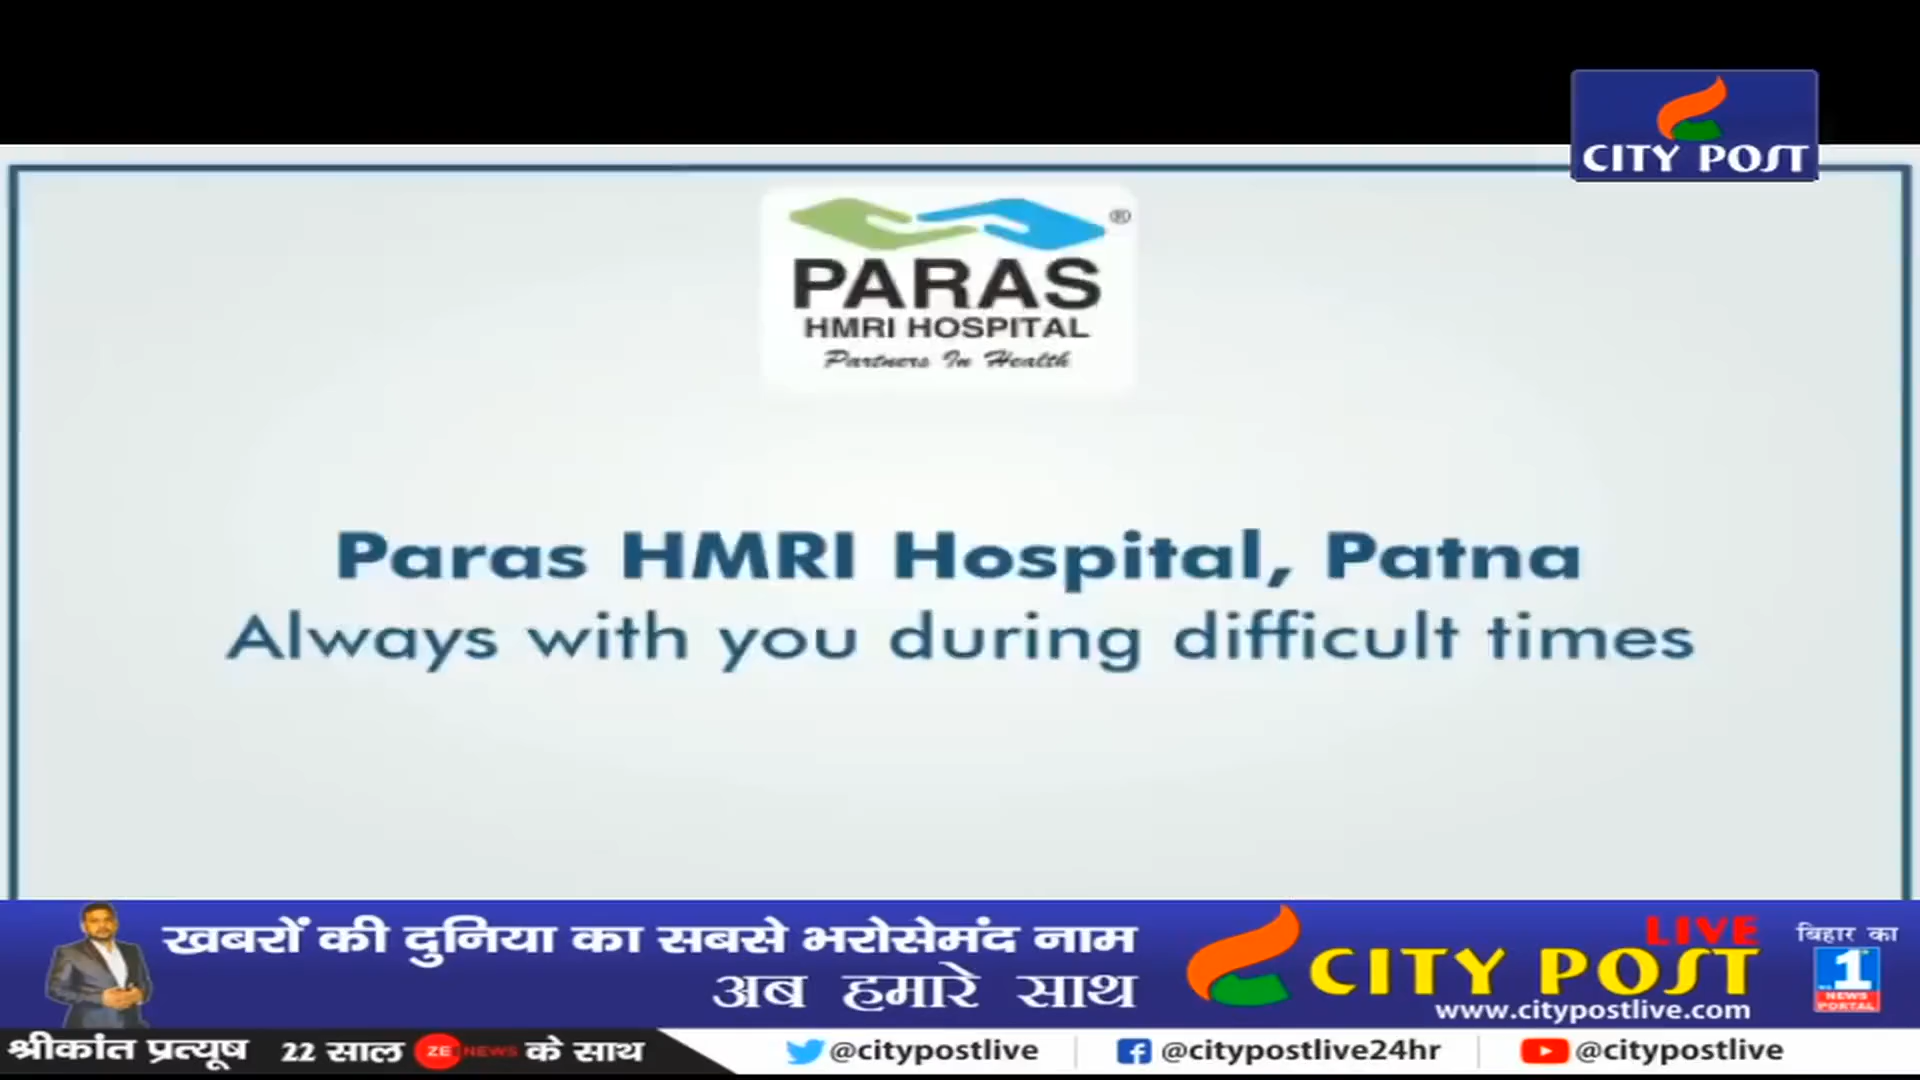 CITY POST
®
PARAS
HMRI HOSPITAL
Partners In Health
Paras HMRI Hospital, Patna
Always with you during difficult times
खबरों की दुनिया का सबसे भरोसेमंद नाम
अब हमारे साथ
LIVE
CITY POST
www.citypostlive.com
बिहार का
1
NEWS
PORTAL
श्रीकांत प्रत्यूष 22 साल ZEE NEWS के साथ
@citypostlive
@citypostlive24hr
@citypostlive